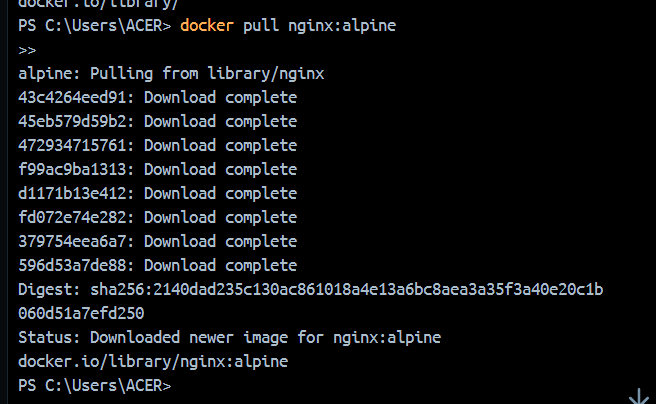 docker.io/library/
PS C:\Users\ACER> docker pull nginx:alpine
>>
alpine: Pulling from library/nginx
43c4264eed91: Download complete
45eb579d59b2: Download complete
472934715761: Download complete
f99ac9ba1313: Download complete
d1171b13e412: Download complete
fd072e74e282: Download complete
379754eea6a7: Download complete
596d53a7de88: Download complete
Digest: sha256:2140dad235c130ac861018a4e13a6bc8aea3a35f3a40e20c1b
060d51a7efd250
Status: Downloaded newer image for nginx:alpine
docker.io/library/nginx:alpine
PS C:\Users\ACER>